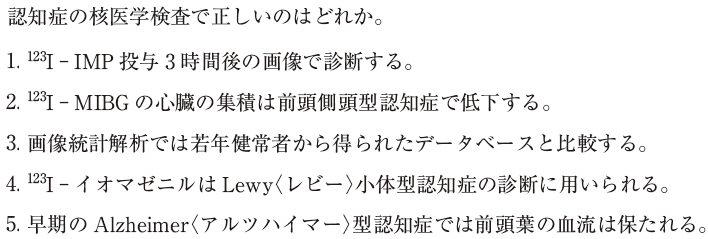 認知症の核医学検査で正しいのはどれか。
1. ¹²³I－IMP 投与 3 時間後の画像で診断する。
2. ¹²³I－MIBG の心臓の集積は前頭側頭型認知症で低下する。
3. 画像統計解析では若年健常者から得られたデータベースと比較する。
4. ¹²³I－イオマゼニルは Lewy〈レビー〉小体型認知症の診断に用いられる。
5. 早期の Alzheimer〈アルツハイマー〉型認知症では前頭葉の血流は保たれる。